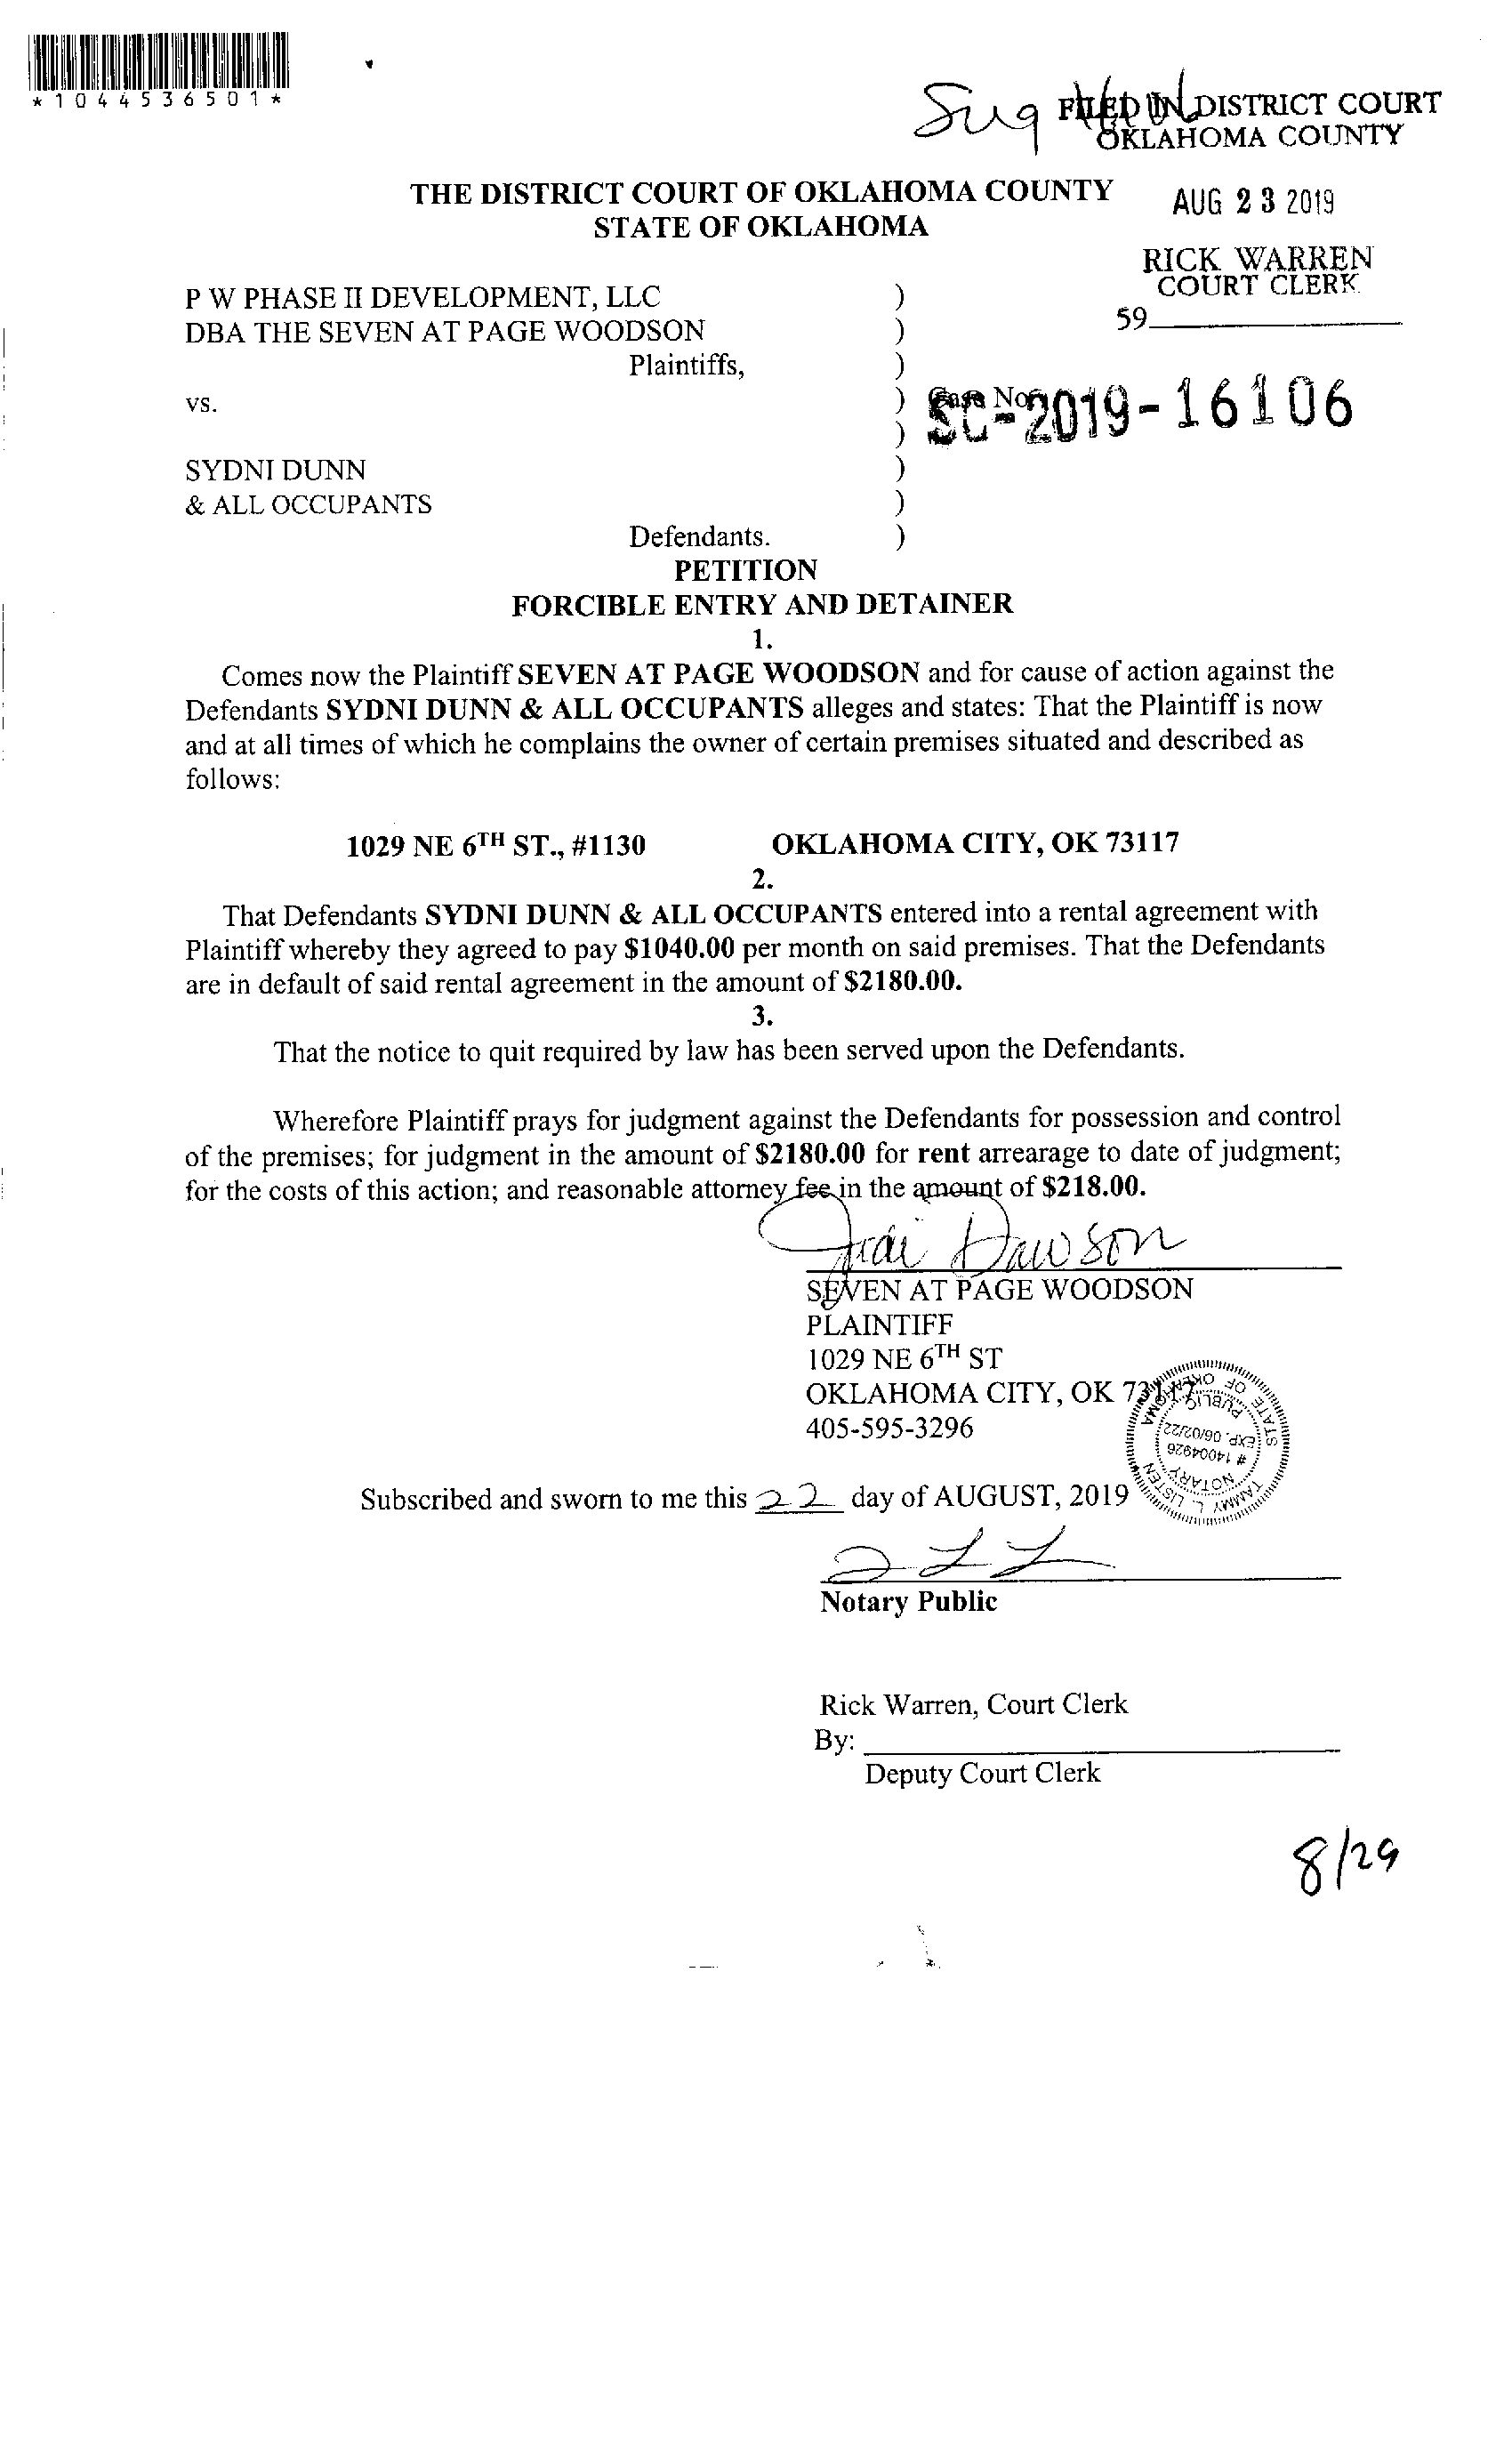 *1044536501*
FILED IN DISTRICT COURT
OKLAHOMA COUNTY
THE DISTRICT COURT OF OKLAHOMA COUNTY
STATE OF OKLAHOMA
AUG 23 2019
RICK WARREN
COURT CLERK
59
P W PHASE II DEVELOPMENT, LLC )
DBA THE SEVEN AT PAGE WOODSON )
Plaintiffs, )
vs. ) Case No.
) SC-2019-16106
SYDNI DUNN )
& ALL OCCUPANTS )
Defendants. )
PETITION
FORCIBLE ENTRY AND DETAINER
1.
Comes now the Plaintiff SEVEN AT PAGE WOODSON and for cause of action against the
Defendants SYDNI DUNN & ALL OCCUPANTS alleges and states: That the Plaintiff is now
and at all times of which he complains the owner of certain premises situated and described as
follows:
1029 NE 6TH ST., #1130 OKLAHOMA CITY, OK 73117
2.
That Defendants SYDNI DUNN & ALL OCCUPANTS entered into a rental agreement with
Plaintiff whereby they agreed to pay $1040.00 per month on said premises. That the Defendants
are in default of said rental agreement in the amount of $2180.00.
3.
That the notice to quit required by law has been served upon the Defendants.
Wherefore Plaintiff prays for judgment against the Defendants for possession and control
of the premises; for judgment in the amount of $2180.00 for rent arrearage to date of judgment;
for the costs of this action; and reasonable attorney fee in the amount of $218.00.
Dawson
SEVEN AT PAGE WOODSON
PLAINTIFF
1029 NE 6TH ST
OKLAHOMA CITY, OK 73117
405-595-3296
TAMMY L LISTEN
NOTARY PUBLIC
# 14004926
EXP. 06/02/22
STATE OF OKLAHOMA
Subscribed and sworn to me this 22 day of AUGUST, 2019
Notary Public
Rick Warren, Court Clerk
By:
Deputy Court Clerk
8/29